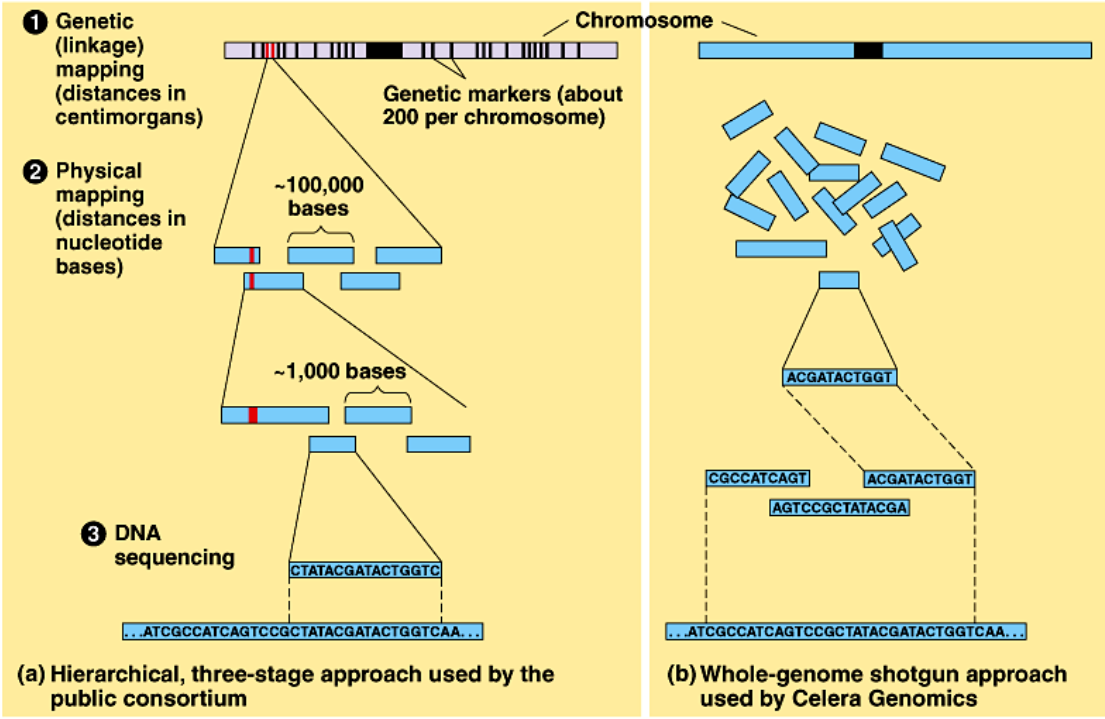 1 Genetic
(linkage)
mapping
(distances in
centimorgans)
Chromosome
Genetic markers (about
200 per chromosome)
2 Physical
mapping
(distances in
nucleotide
bases)
~100,000
bases
~1,000 bases
3 DNA
sequencing
CTATACGATACTGGTC
...ATCGCCATCAGTCCGCTATACGATACTGGTCAA...
(a) Hierarchical, three-stage approach used by the
public consortium
ACGATACTGGT
CGCCATCAGT
ACGATACTGGT
AGTCCGCTATACGA
...ATCGCCATCAGTCCGCTATACGATACTGGTCAA...
(b) Whole-genome shotgun approach
used by Celera Genomics